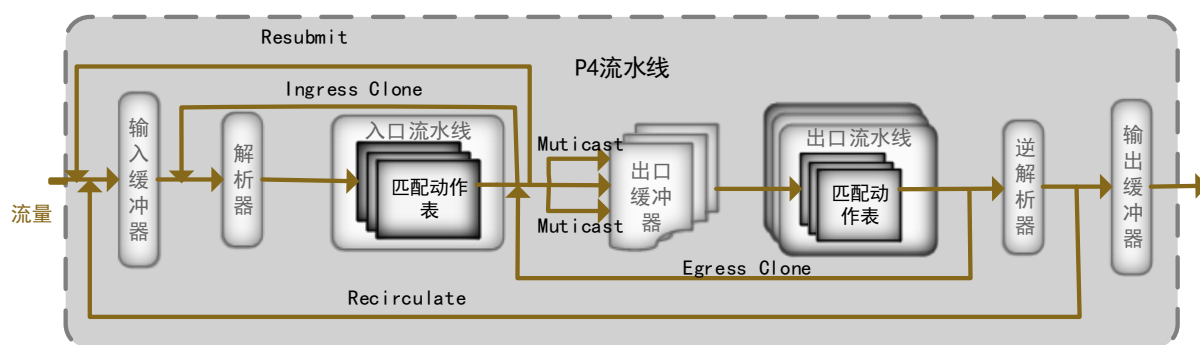 Resubmit
P4流水线
Ingress Clone
流量
输入缓冲器
解析器
入口流水线
匹配动作表
Muticast
Muticast
出口缓冲器
出口流水线
匹配动作表
逆解析器
输出缓冲器
Egress Clone
Recirculate